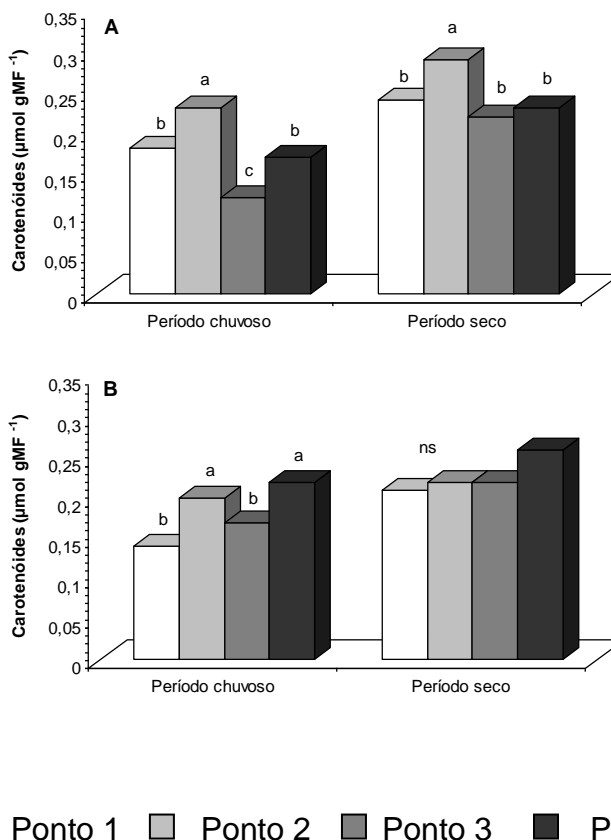 0,35
A
0,3
0,25
0,2
0,15
0,1
0,05
0
Carotenóides (µmol gMF ⁻¹)
b
a
c
b
b
a
b
b
Período chuvoso
Período seco
0,35
B
0,3
0,25
0,2
0,15
0,1
0,05
0
Carotenóides (µmol gMF ⁻¹)
b
a
b
a
ns
Período chuvoso
Período seco
Ponto 1 Ponto 2 Ponto 3 P